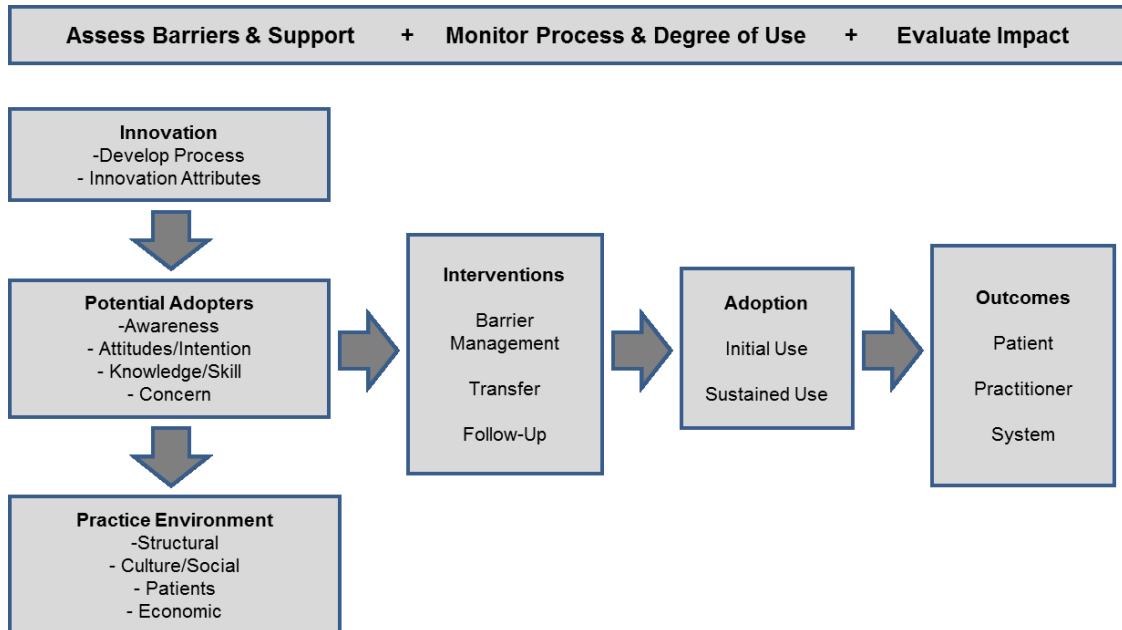 Assess Barriers & Support + Monitor Process & Degree of Use + Evaluate Impact
Innovation
-Develop Process
- Innovation Attributes
Potential Adopters
-Awareness
- Attitudes/Intention
- Knowledge/Skill
- Concern
Practice Environment
-Structural
- Culture/Social
- Patients
- Economic
Interventions
Barrier
Management
Transfer
Follow-Up
Adoption
Initial Use
Sustained Use
Outcomes
Patient
Practitioner
System